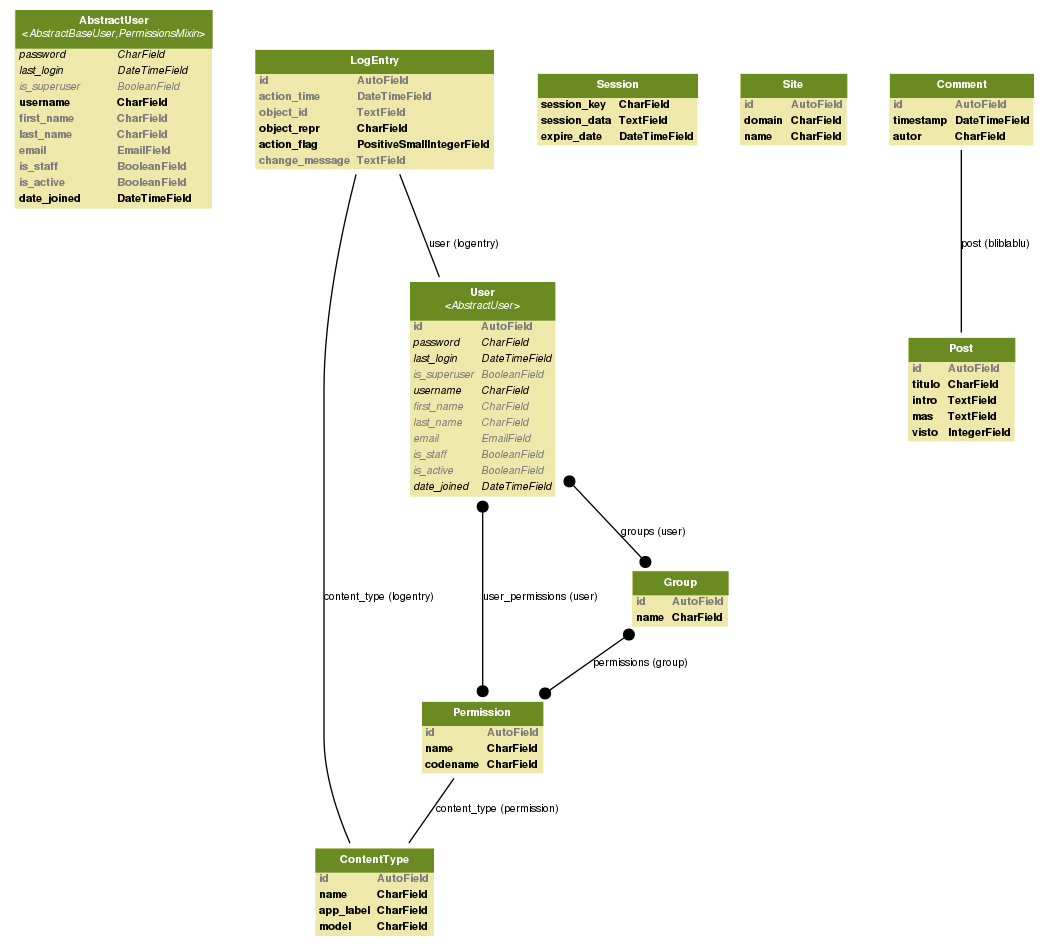 AbstractUser
<AbstractBaseUser,PermissionsMixin>
password CharField
last_login DateTimeField
is_superuser BooleanField
username CharField
first_name CharField
last_name CharField
email EmailField
is_staff BooleanField
is_active BooleanField
date_joined DateTimeField
LogEntry
id AutoField
action_time DateTimeField
object_id TextField
object_repr CharField
action_flag PositiveSmallIntegerField
change_message TextField
Session
session_key CharField
session_data TextField
expire_date DateTimeField
Site
id AutoField
domain CharField
name CharField
Comment
id AutoField
timestamp DateTimeField
autor CharField
user (logentry)
post (bliblablu)
User
<AbstractUser>
id AutoField
password CharField
last_login DateTimeField
is_superuser BooleanField
username CharField
first_name CharField
last_name CharField
email EmailField
is_staff BooleanField
is_active BooleanField
date_joined DateTimeField
Post
id AutoField
titulo CharField
intro TextField
mas TextField
visto IntegerField
groups (user)
content_type (logentry)
user_permissions (user)
Group
id AutoField
name CharField
permissions (group)
Permission
id AutoField
name CharField
codename CharField
content_type (permission)
ContentType
id AutoField
name CharField
app_label CharField
model CharField